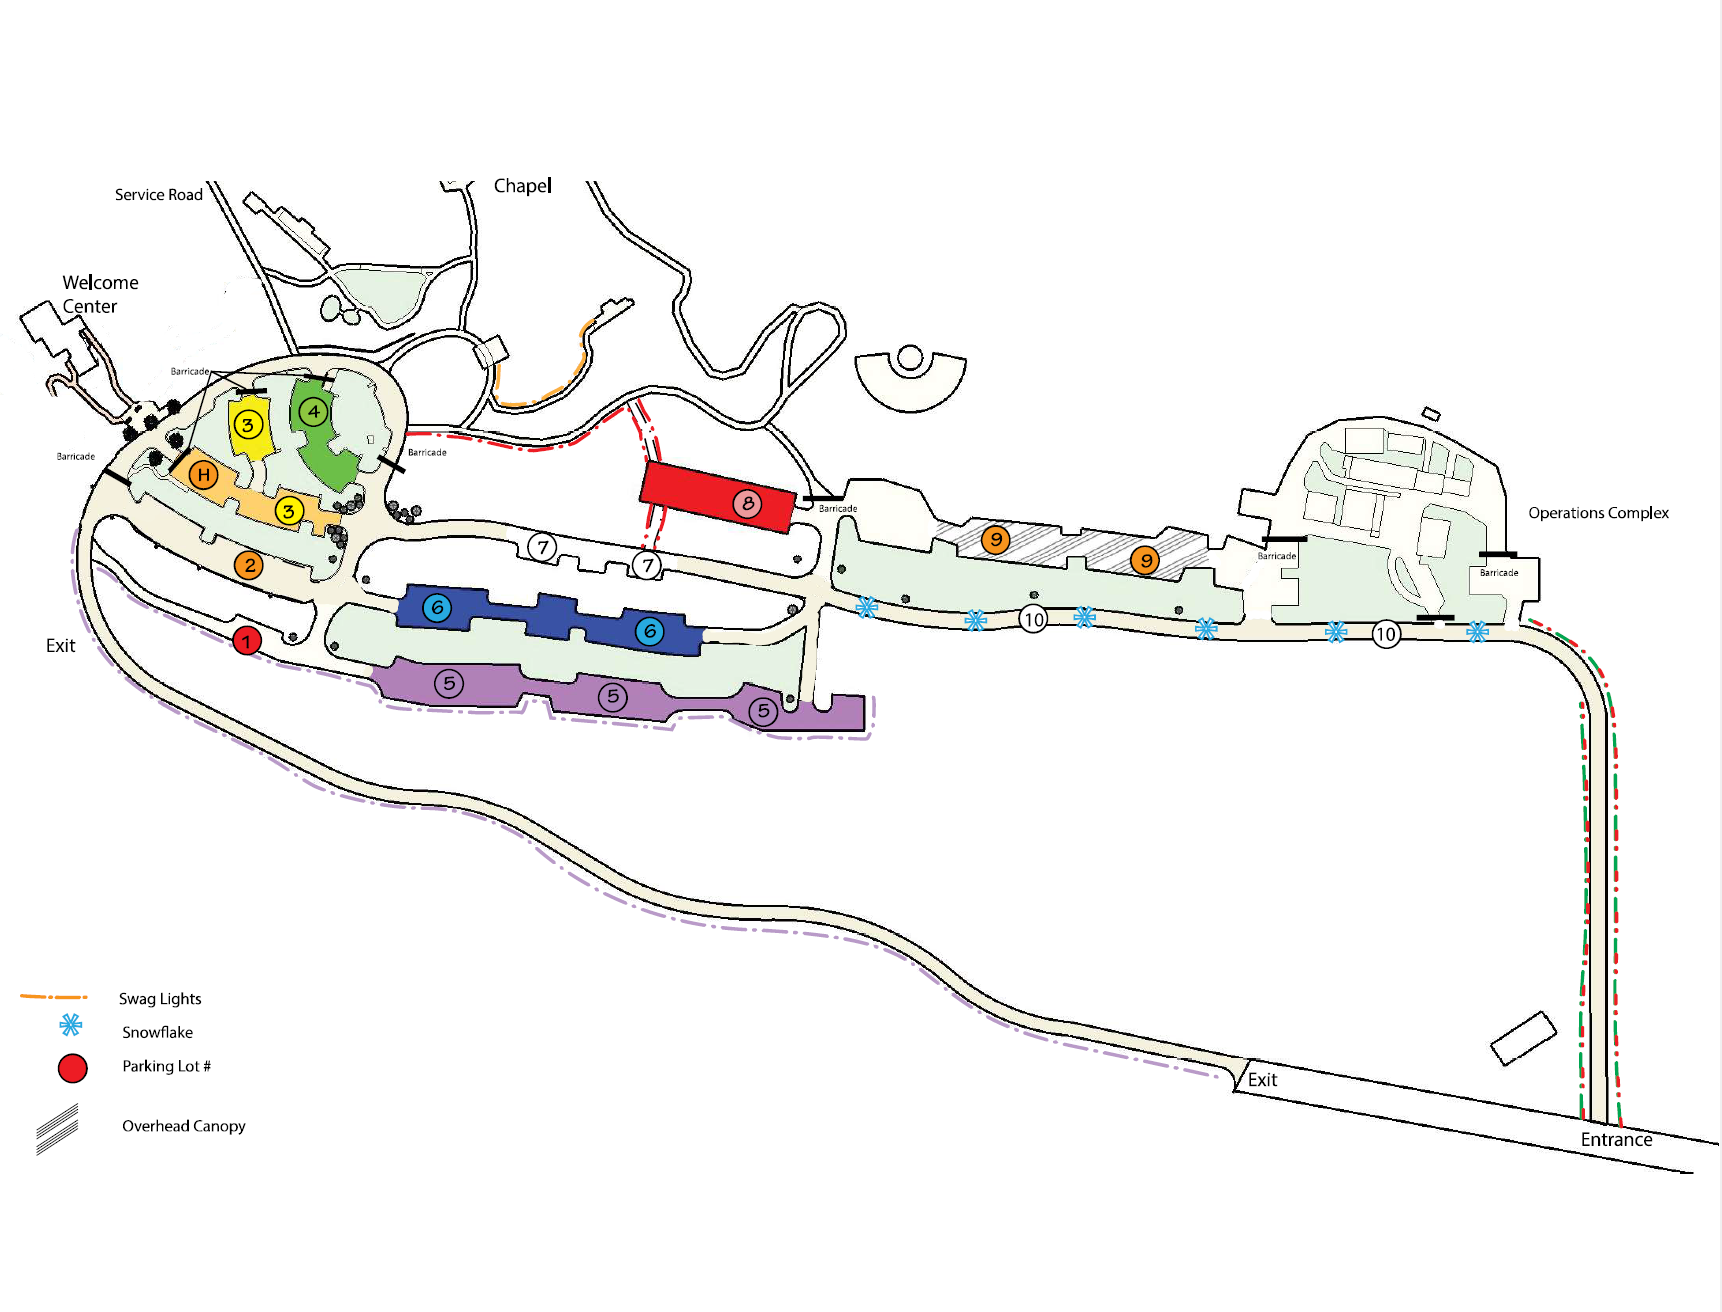 Chapel
Service Road
Welcome
Center
Barricade
3
4
Barricade
Barricade
H
3
8
Barricade
Operations Complex
9
9
Barricade
Barricade
7
7
2
6
6
10
10
1
Exit
5
5
5
Swag Lights
Snowflake
Parking Lot #
Overhead Canopy
Exit
Entrance